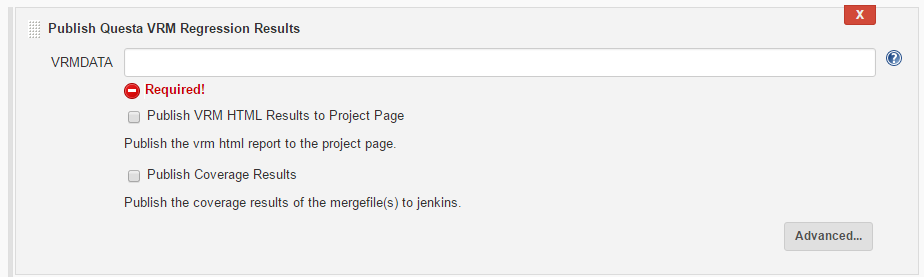 X
Publish Questa VRM Regression Results
VRMDATA
?
Required!
Publish VRM HTML Results to Project Page
Publish the vrm html report to the project page.
Publish Coverage Results
Publish the coverage results of the mergefile(s) to jenkins.
Advanced...